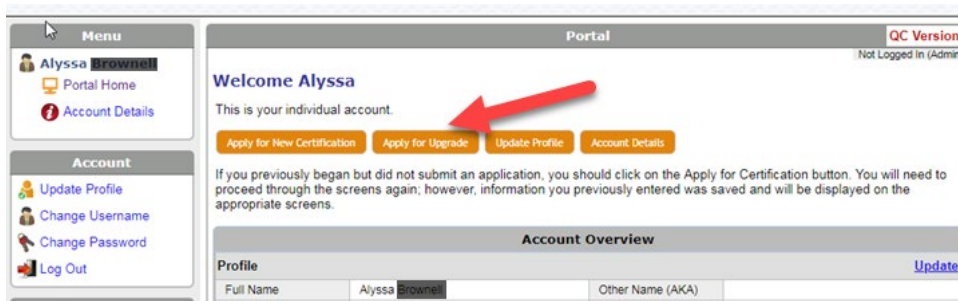 Menu
Alyssa
Portal Home
Account Details
Account
Update Profile
Change Username
Change Password
Log Out
Portal
QC Version
Not Logged In (Admin
Welcome Alyssa
This is your individual account.
Apply for New Certification Apply for Upgrade Update Profile Account Details
If you previously began but did not submit an application, you should click on the Apply for Certification button. You will need to
proceed through the screens again; however, information you previously entered was saved and will be displayed on the
appropriate screens.
Account Overview
Profile Update
Full Name Alyssa Other Name (AKA)